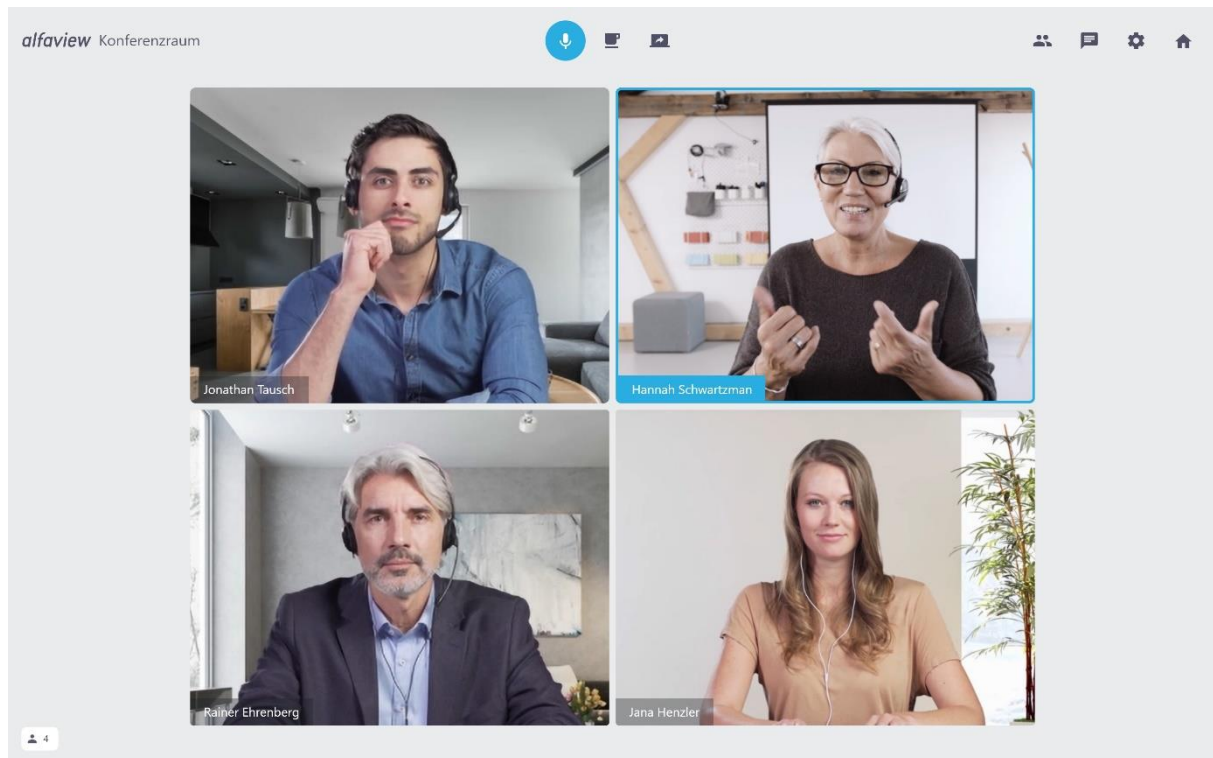 alfaview Konferenzraum
Jonathan Tausch
Hannah Schwartzman
Rainer Ehrenberg
Jana Henzler
4